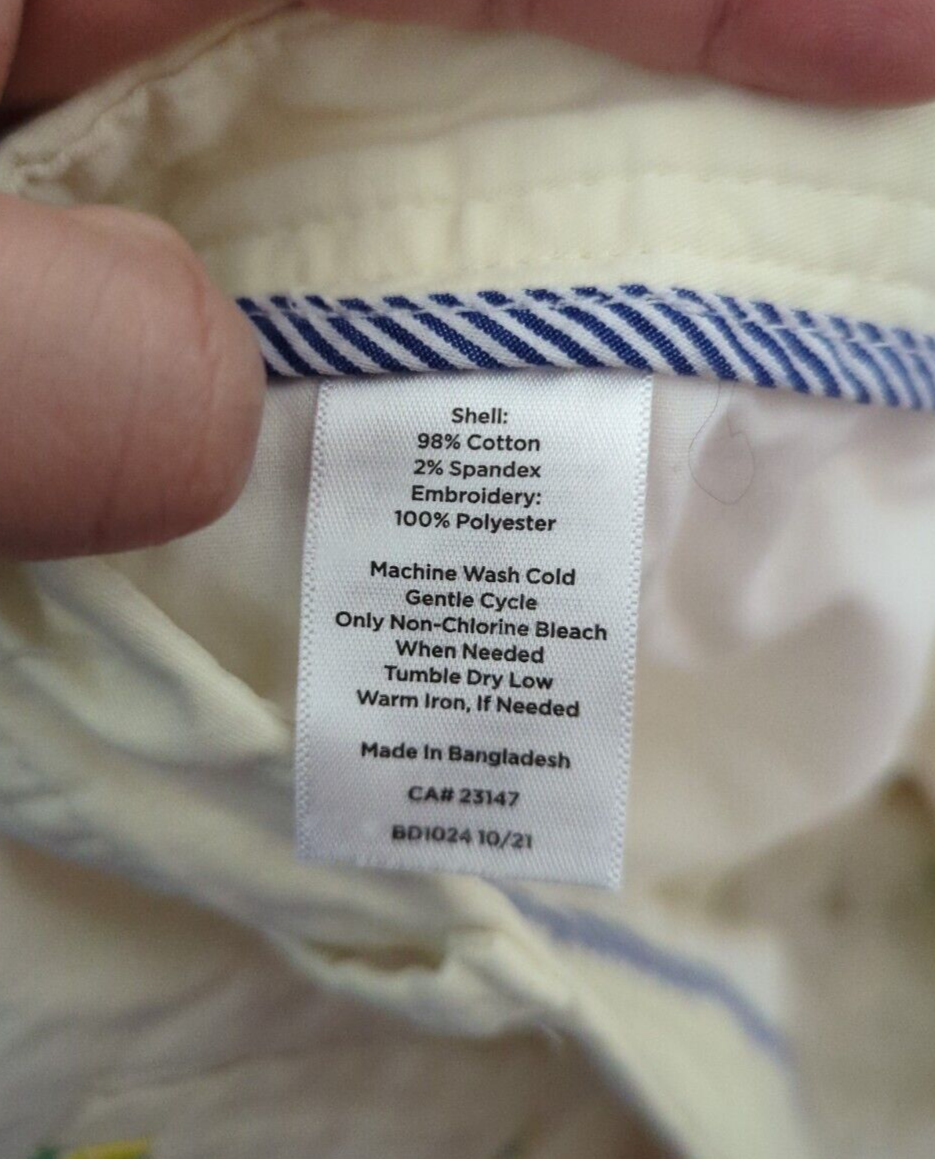 Shell:
98% Cotton
2% Spandex
Embroidery:
100% Polyester
Machine Wash Cold
Gentle Cycle
Only Non-Chlorine Bleach
When Needed
Tumble Dry Low
Warm Iron, If Needed
Made In Bangladesh
CA# 23147
BD1024 10/21